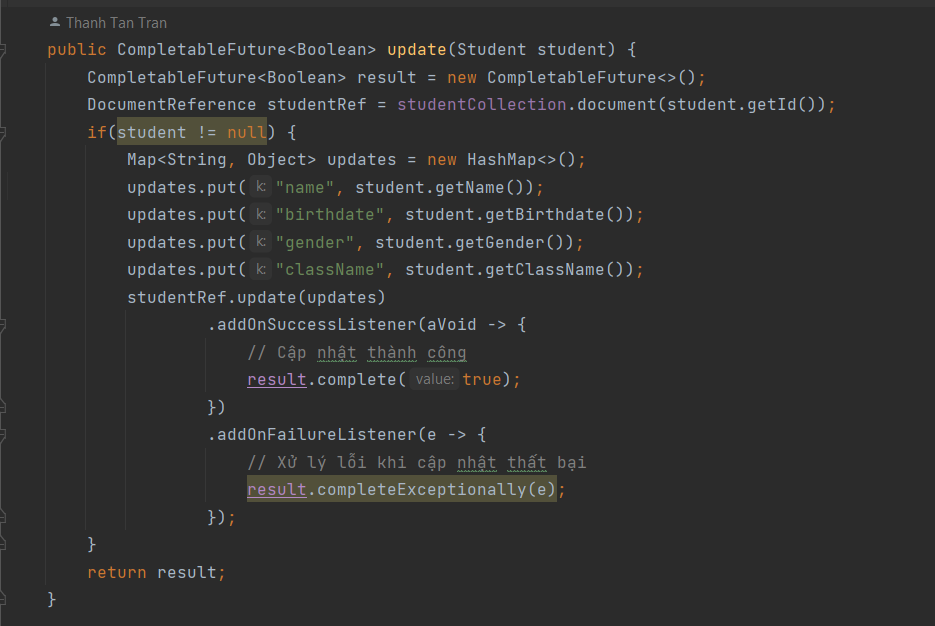 Thanh Tan Tran
public CompletableFuture<Boolean> update(Student student) {
CompletableFuture<Boolean> result = new CompletableFuture<>();
DocumentReference studentRef = studentCollection.document(student.getId());
if(student != null) {
Map<String, Object> updates = new HashMap<>();
updates.put( k: "name", student.getName());
updates.put( k: "birthdate", student.getBirthdate());
updates.put( k: "gender", student.getGender());
updates.put( k: "className", student.getClassName());
studentRef.update(updates)
.addOnSuccessListener(aVoid -> {
// Cập nhật thành công
result.complete( value: true);
})
.addOnFailureListener(e -> {
// Xử lý lỗi khi cập nhật thất bại
result.completeExceptionally(e);
});
}
return result;
}